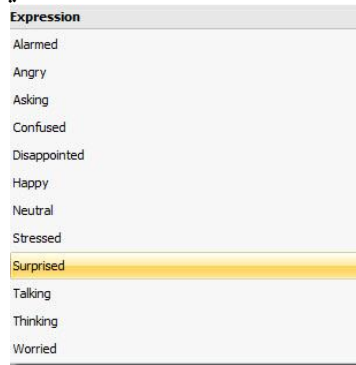 Expression
Alarmed
Angry
Asking
Confused
Disappointed
Happy
Neutral
Stressed
Surprised
Talking
Thinking
Worried